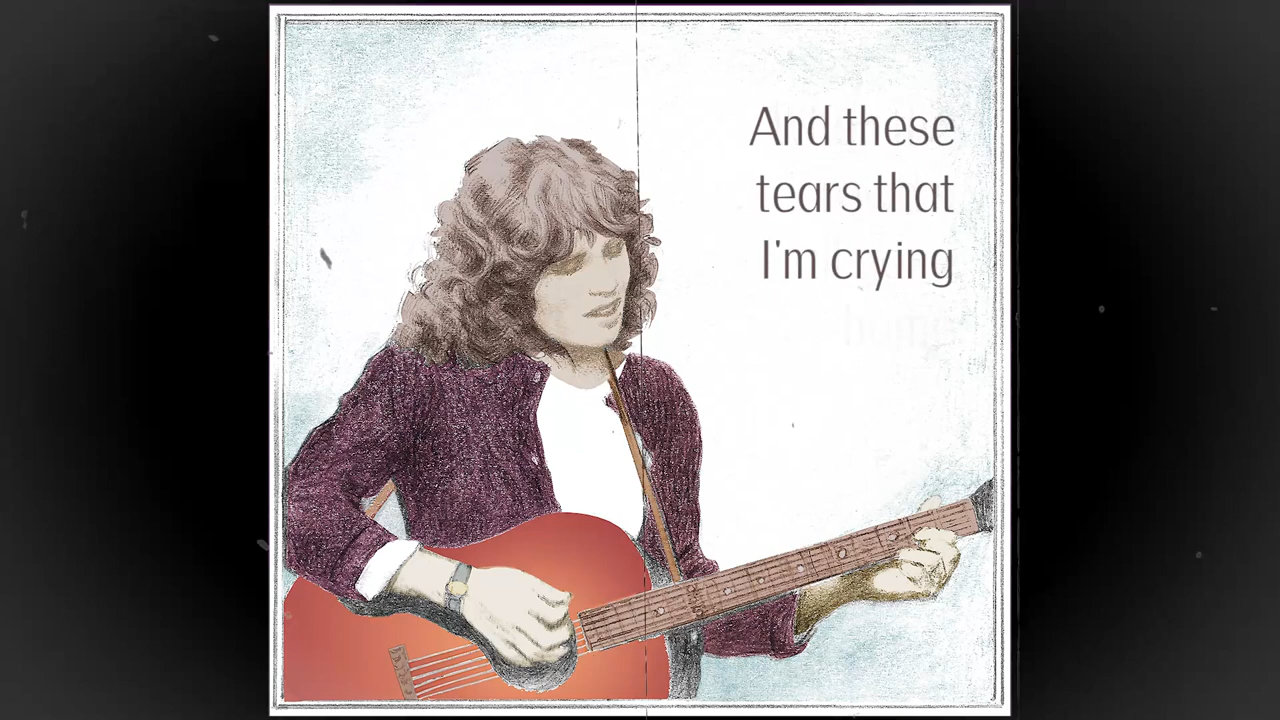 And these
tears that
I'm crying